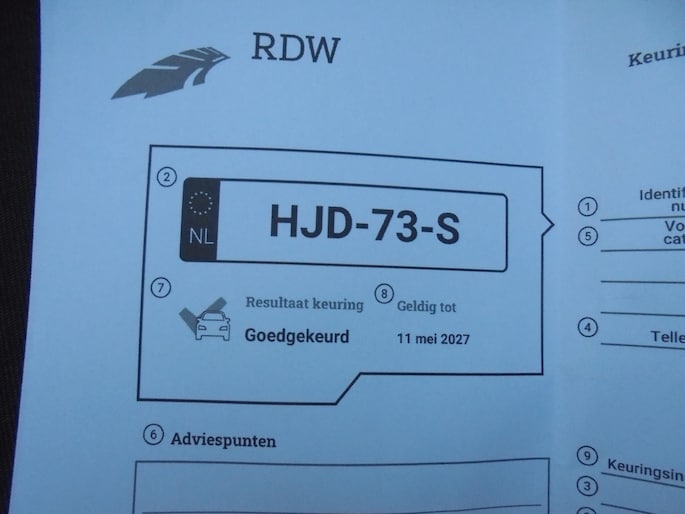 RDW
2
NL HJD-73-S
7 Resultaat keuring
Goedgekeurd
8 Geldig tot
11 mei 2027
6 Adviespunten
1
5
4
9
3